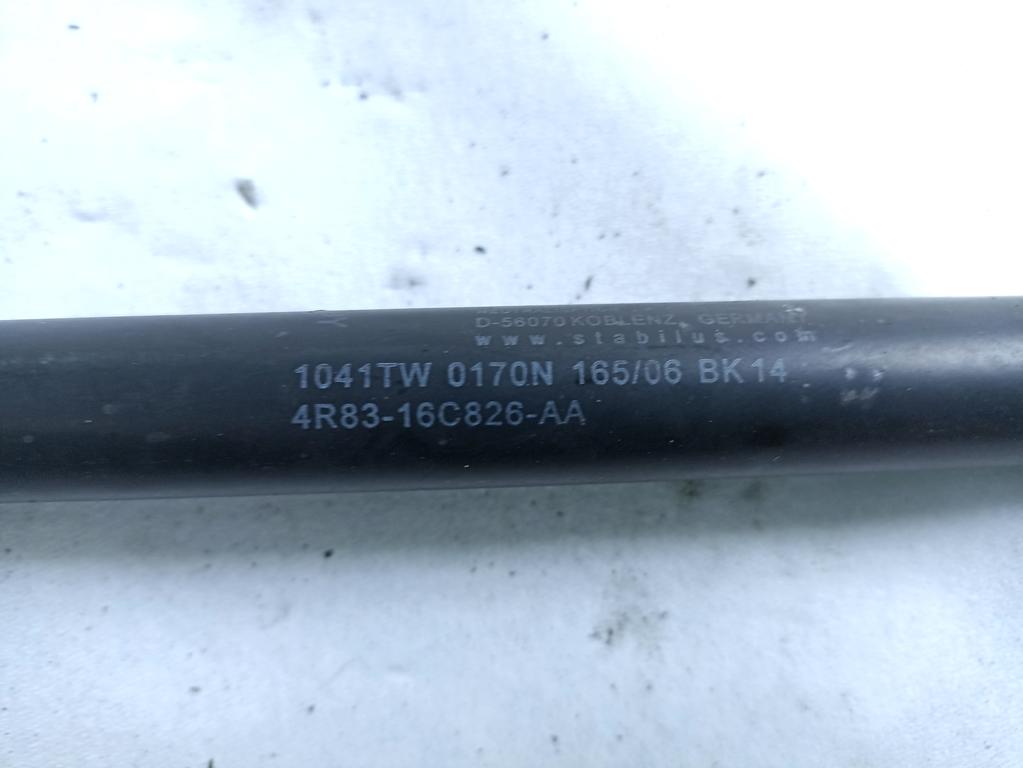 D-56070 KOBLENZ, GERMANY
www.stabilus.com
1041TW 0170N 165/06 BK14
4R83-16C826-AA